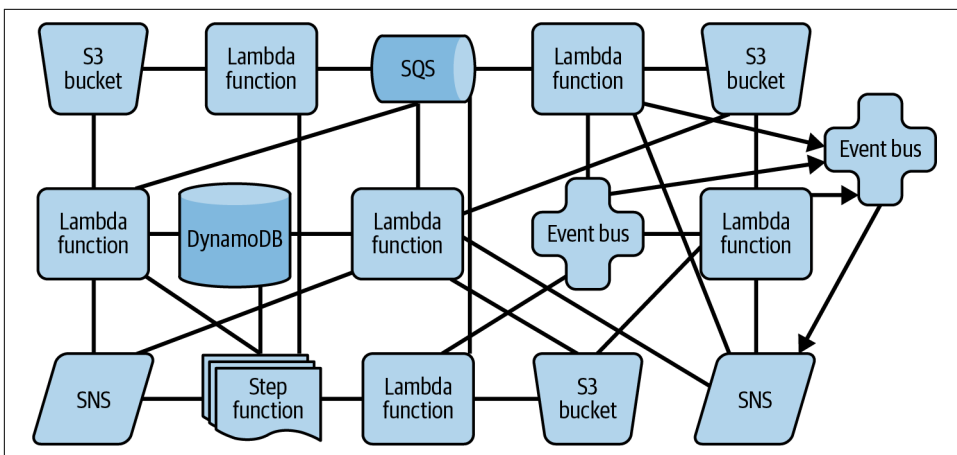 S3
bucket
Lambda
function
SQS
Lambda
function
S3
bucket
Event bus
Lambda
function
DynamoDB
Lambda
function
Event bus
Lambda
function
SNS
Step
function
Lambda
function
S3
bucket
SNS